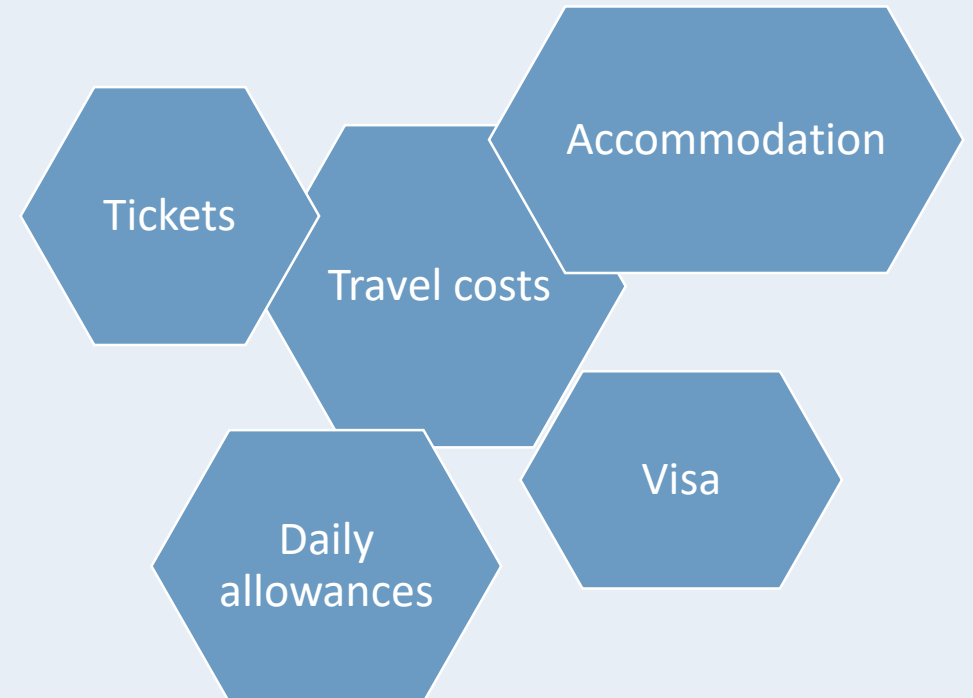 Accommodation
Tickets
Travel costs
Visa
Daily
allowances